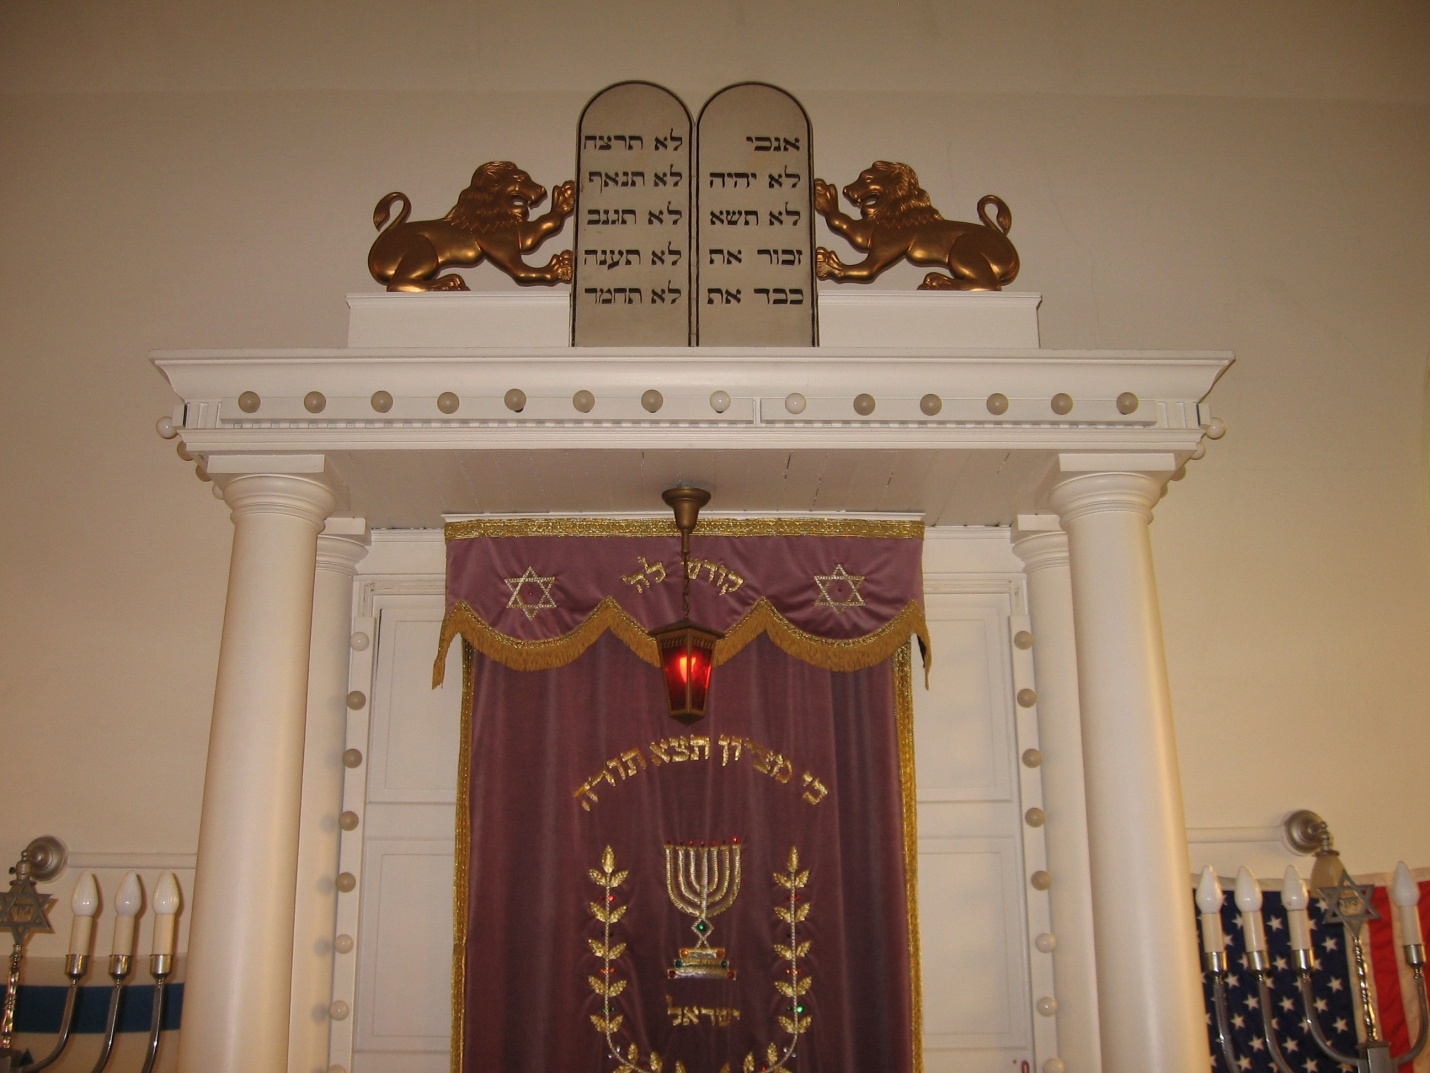 אנכי
לא יהיה
לא תשא
זכור את
כבד את
לא תרצח
לא תנאף
לא תגנב
לא תענה
לא תחמד
קודש לה'
כי מציון תצא תורה
ישראל